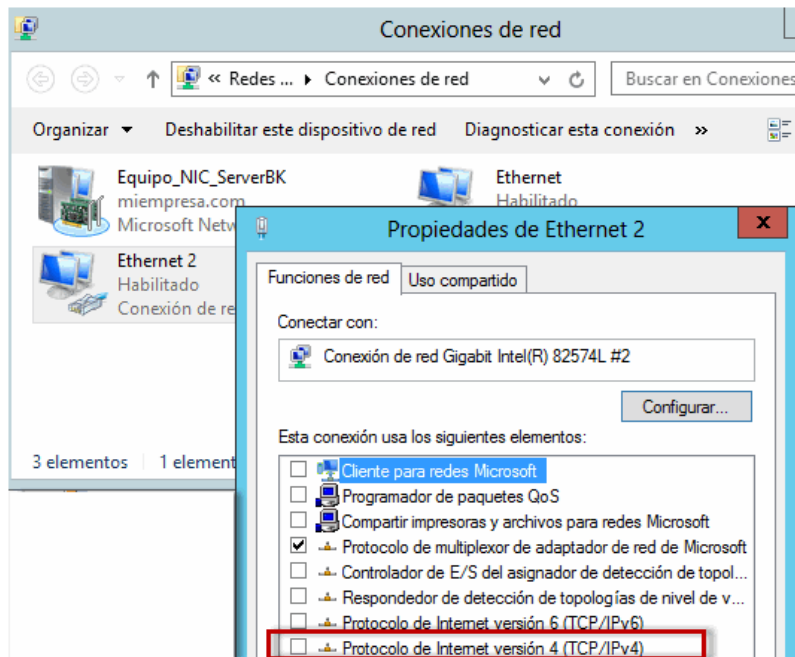 Conexiones de red
« Redes ... Conexiones de red
Buscar en Conexiones
Organizar
Deshabilitar este dispositivo de red
Diagnosticar esta conexión
»
Equipo_NIC_ServerBK
miempresa.com
Microsoft Netw
Ethernet
Habilitado
Ethernet 2
Habilitado
Conexión de re
3 elementos
1 element
Propiedades de Ethernet 2
x
Funciones de red
Uso compartido
Conectar con:
Conexión de red Gigabit Intel(R) 82574L #2
Configurar...
Esta conexión usa los siguientes elementos:
Cliente para redes Microsoft
Programador de paquetes QoS
Compartir impresoras y archivos para redes Microsoft
Protocolo de multiplexor de adaptador de red de Microsoft
Controlador de E/S del asignador de detección de topol...
Respondedor de detección de topologías de nivel de v...
Protocolo de Internet versión 6 (TCP/IPv6)
Protocolo de Internet versión 4 (TCP/IPv4)